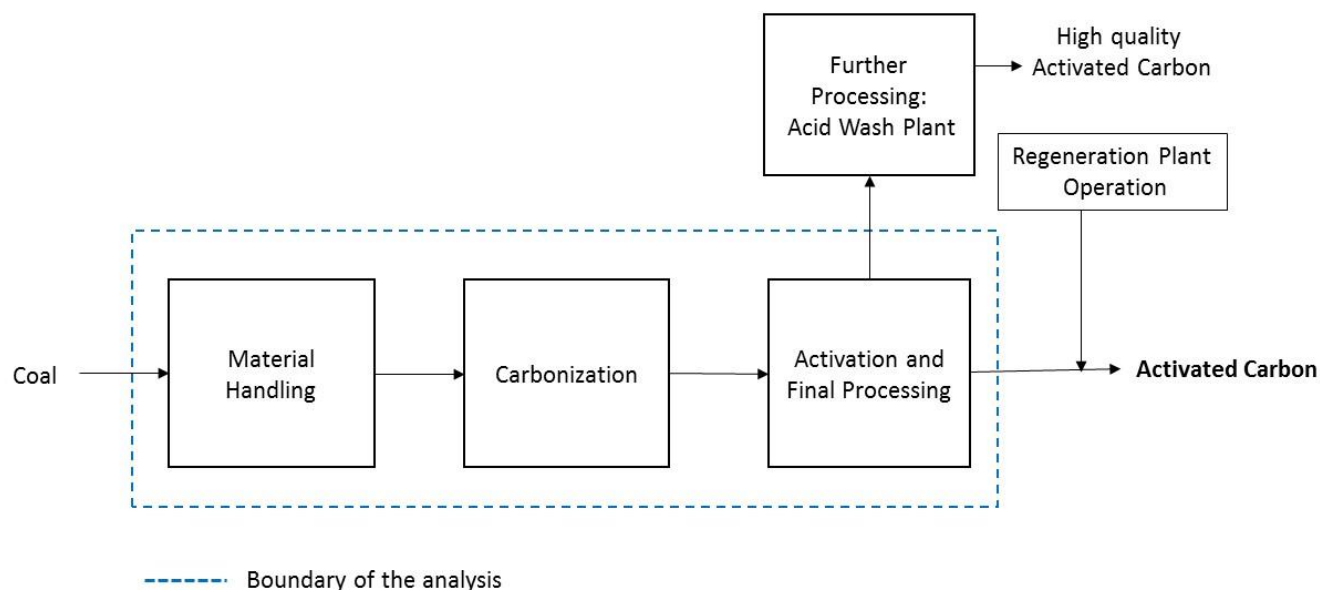 Further
Processing:
Acid Wash Plant
High quality
Activated Carbon
Regeneration Plant
Operation
Coal
Material
Handling
Carbonization
Activation and
Final Processing
Activated Carbon
Boundary of the analysis